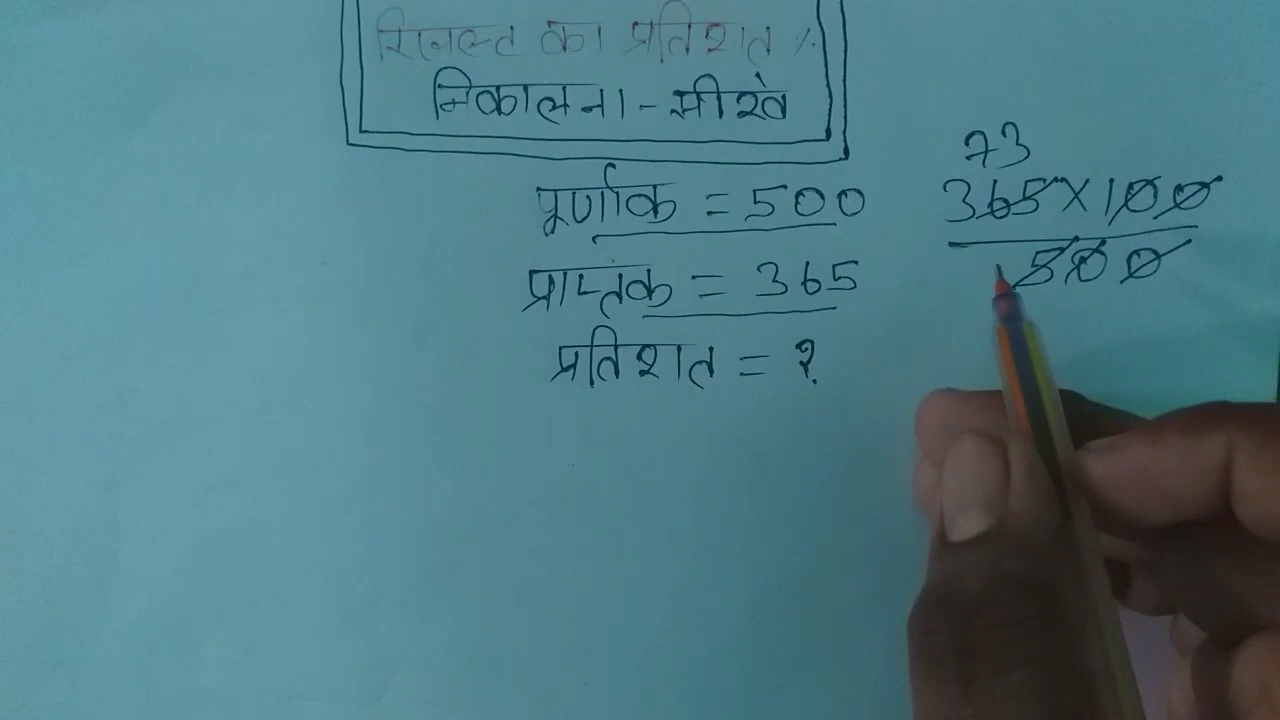 रिजल्ट का प्रतिशत %
निकालना - सीखे
पूर्णाक = 500
प्राप्तांक = 365
प्रतिशत = ?
73
365 × 100
500